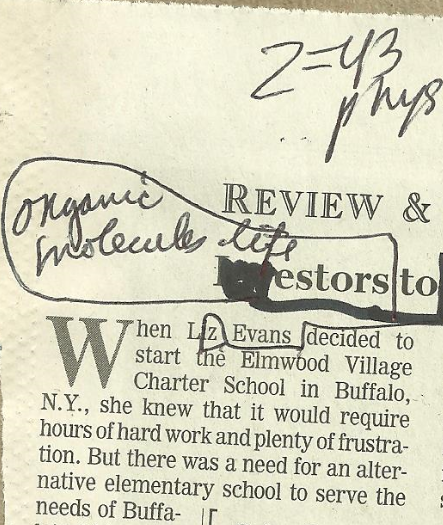 Z=43
phys
organic
molecules life
REVIEW &
estors to
When Liz Evans decided to
start the Elmwood Village
Charter School in Buffalo,
N.Y., she knew that it would require
hours of hard work and plenty of frustra-
tion. But there was a need for an alter-
native elementary school to serve the
needs of Buffa-